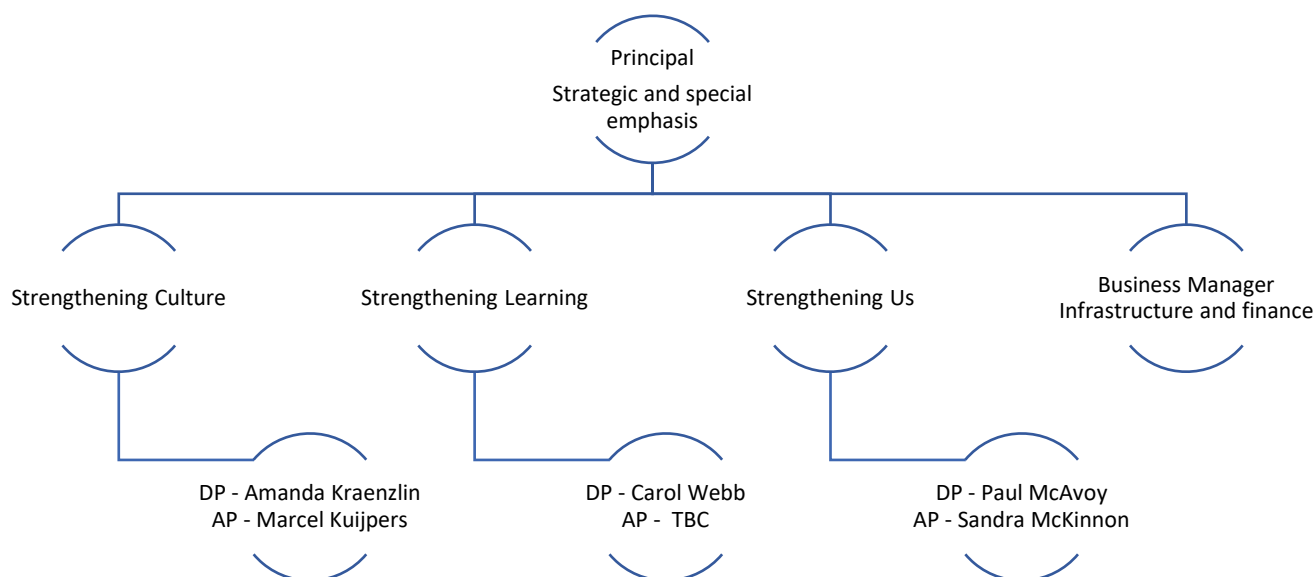 Principal
Strategic and special
emphasis
Strengthening Culture
Strengthening Learning
Strengthening Us
Business Manager
Infrastructure and finance
DP - Amanda Kraenzlin
AP - Marcel Kuijpers
DP - Carol Webb
AP - TBC
DP - Paul McAvoy
AP - Sandra McKinnon